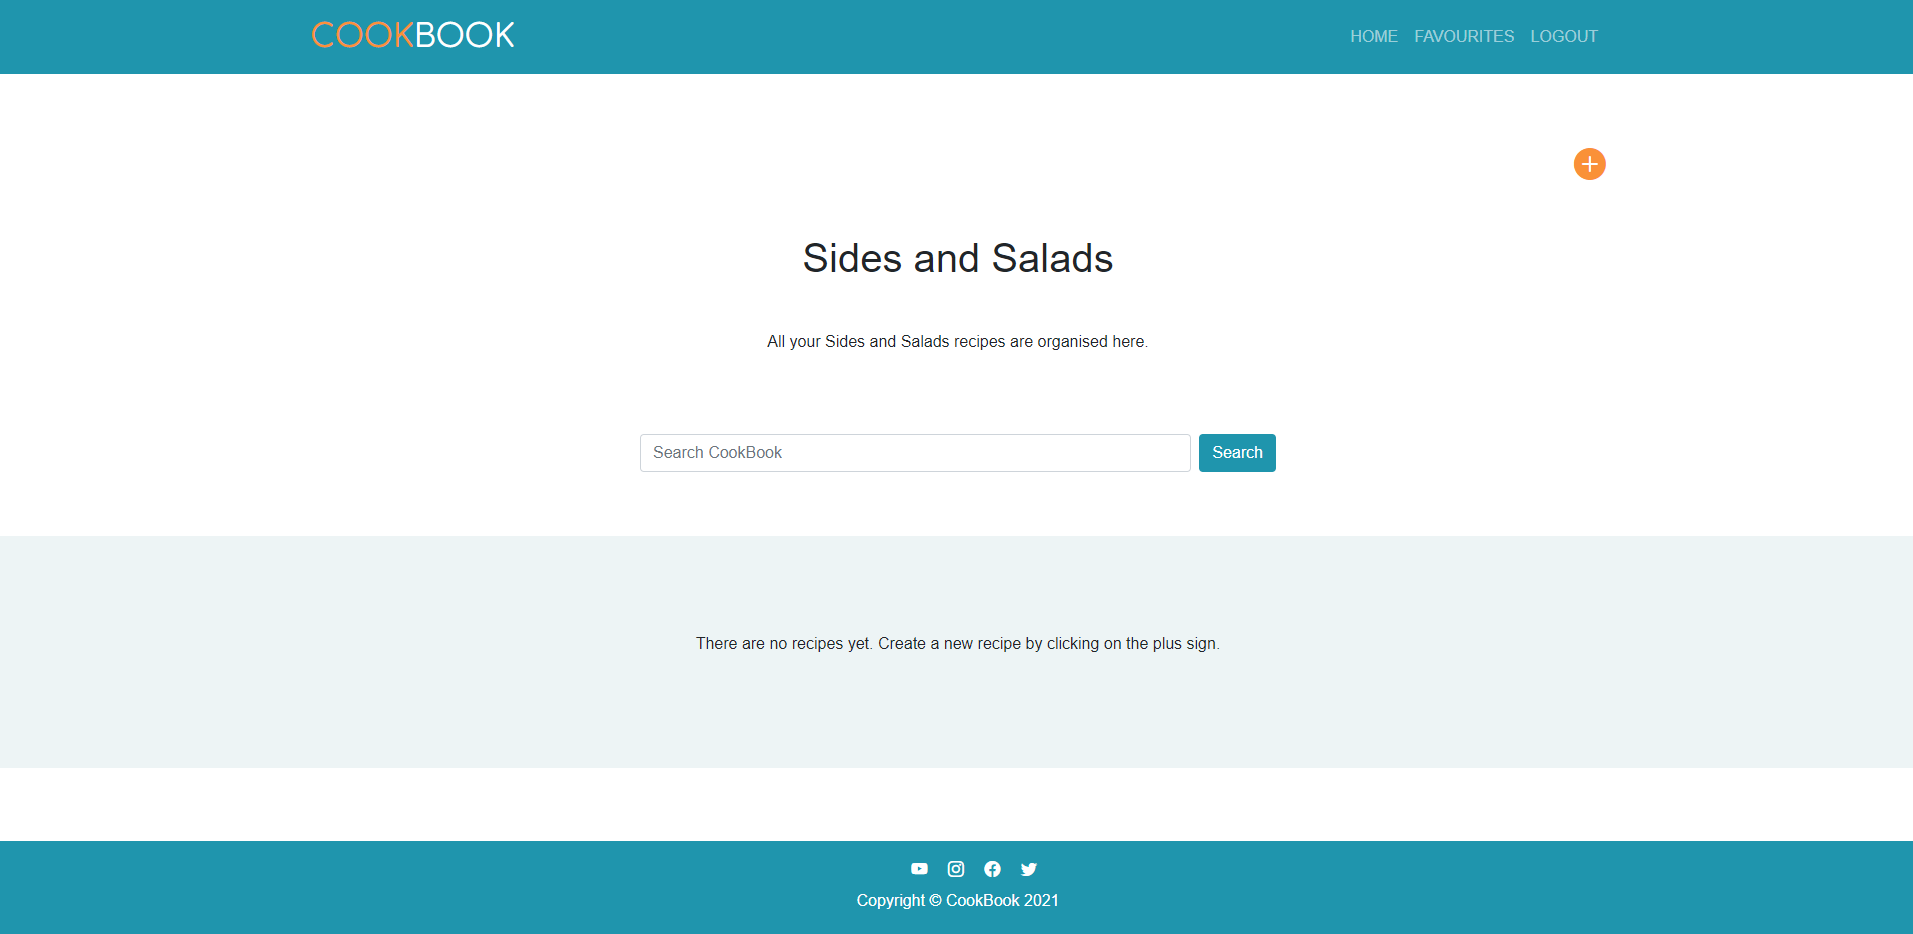 COOKBOOK
HOME FAVOURITES LOGOUT
Sides and Salads
All your Sides and Salads recipes are organised here.
Search CookBook
Search
There are no recipes yet. Create a new recipe by clicking on the plus sign.
Copyright © CookBook 2021